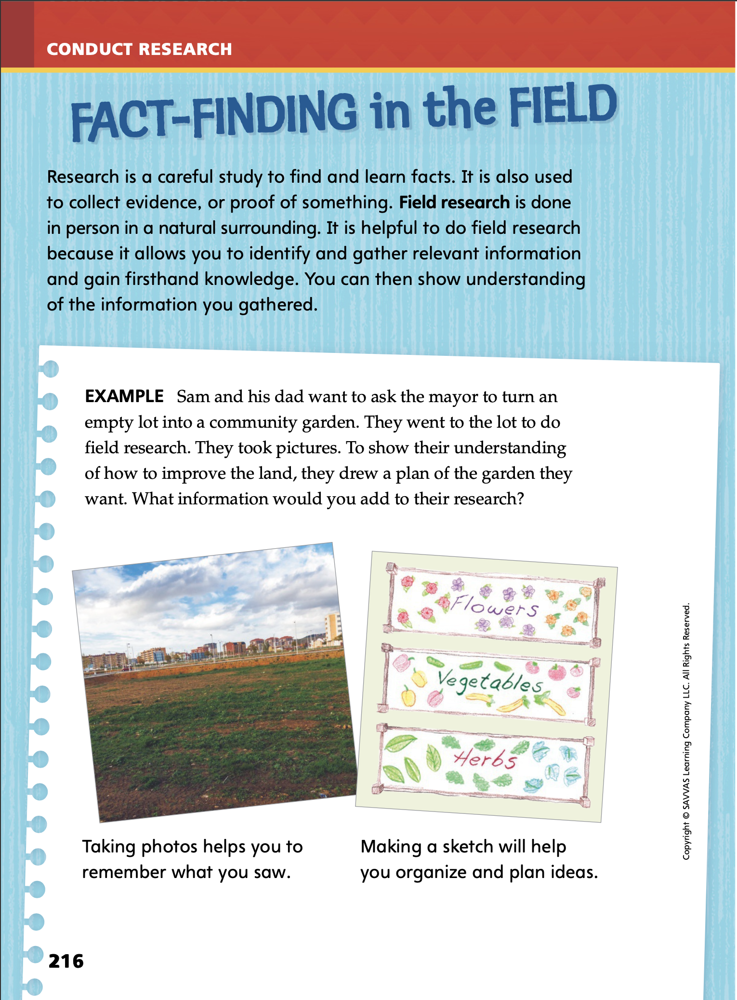 CONDUCT RESEARCH
FACT-FINDING in the FIELD
Research is a careful study to find and learn facts. It is also used
to collect evidence, or proof of something. Field research is done
in person in a natural surrounding. It is helpful to do field research
because it allows you to identify and gather relevant information
and gain firsthand knowledge. You can then show understanding
of the information you gathered.
EXAMPLE Sam and his dad want to ask the mayor to turn an
empty lot into a community garden. They went to the lot to do
field research. They took pictures. To show their understanding
of how to improve the land, they drew a plan of the garden they
want. What information would you add to their research?
Flowers
Vegetables
Herbs
Taking photos helps you to
remember what you saw.
Making a sketch will help
you organize and plan ideas.
Copyright © SAVVAS Learning Company LLC. All Rights Reserved.
216